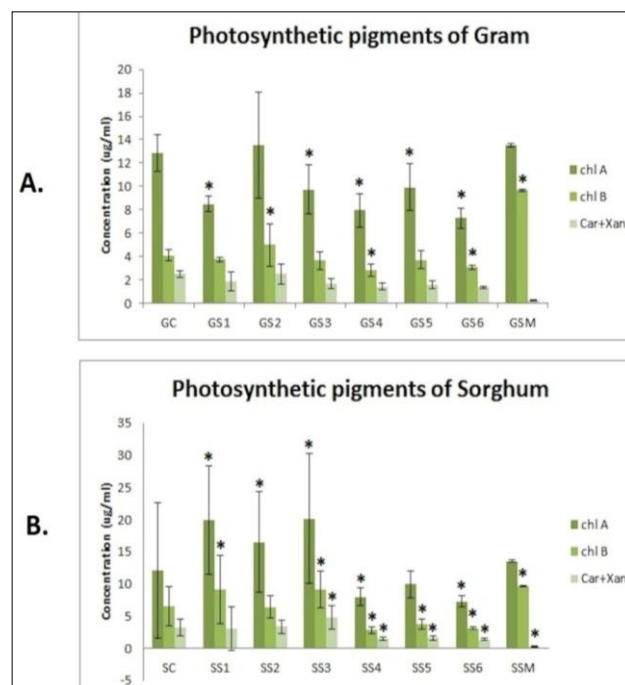 A.
Photosynthetic pigments of Gram
Concentration (ug/ml)
20
18
16
14
12
10
8
6
4
2
0
* * * * * * * * *
GC GS1 GS2 GS3 GS4 GS5 GS6 GSM
chl A
chl B
Car+Xan
B.
Photosynthetic pigments of Sorghum
Concentration (ug/ml)
35
30
25
20
15
10
5
0
-5
* * * * * * * * * * * * * * * *
SC SS1 SS2 SS3 SS4 SS5 SS6 SSM
chl A
chl B
Car+Xan